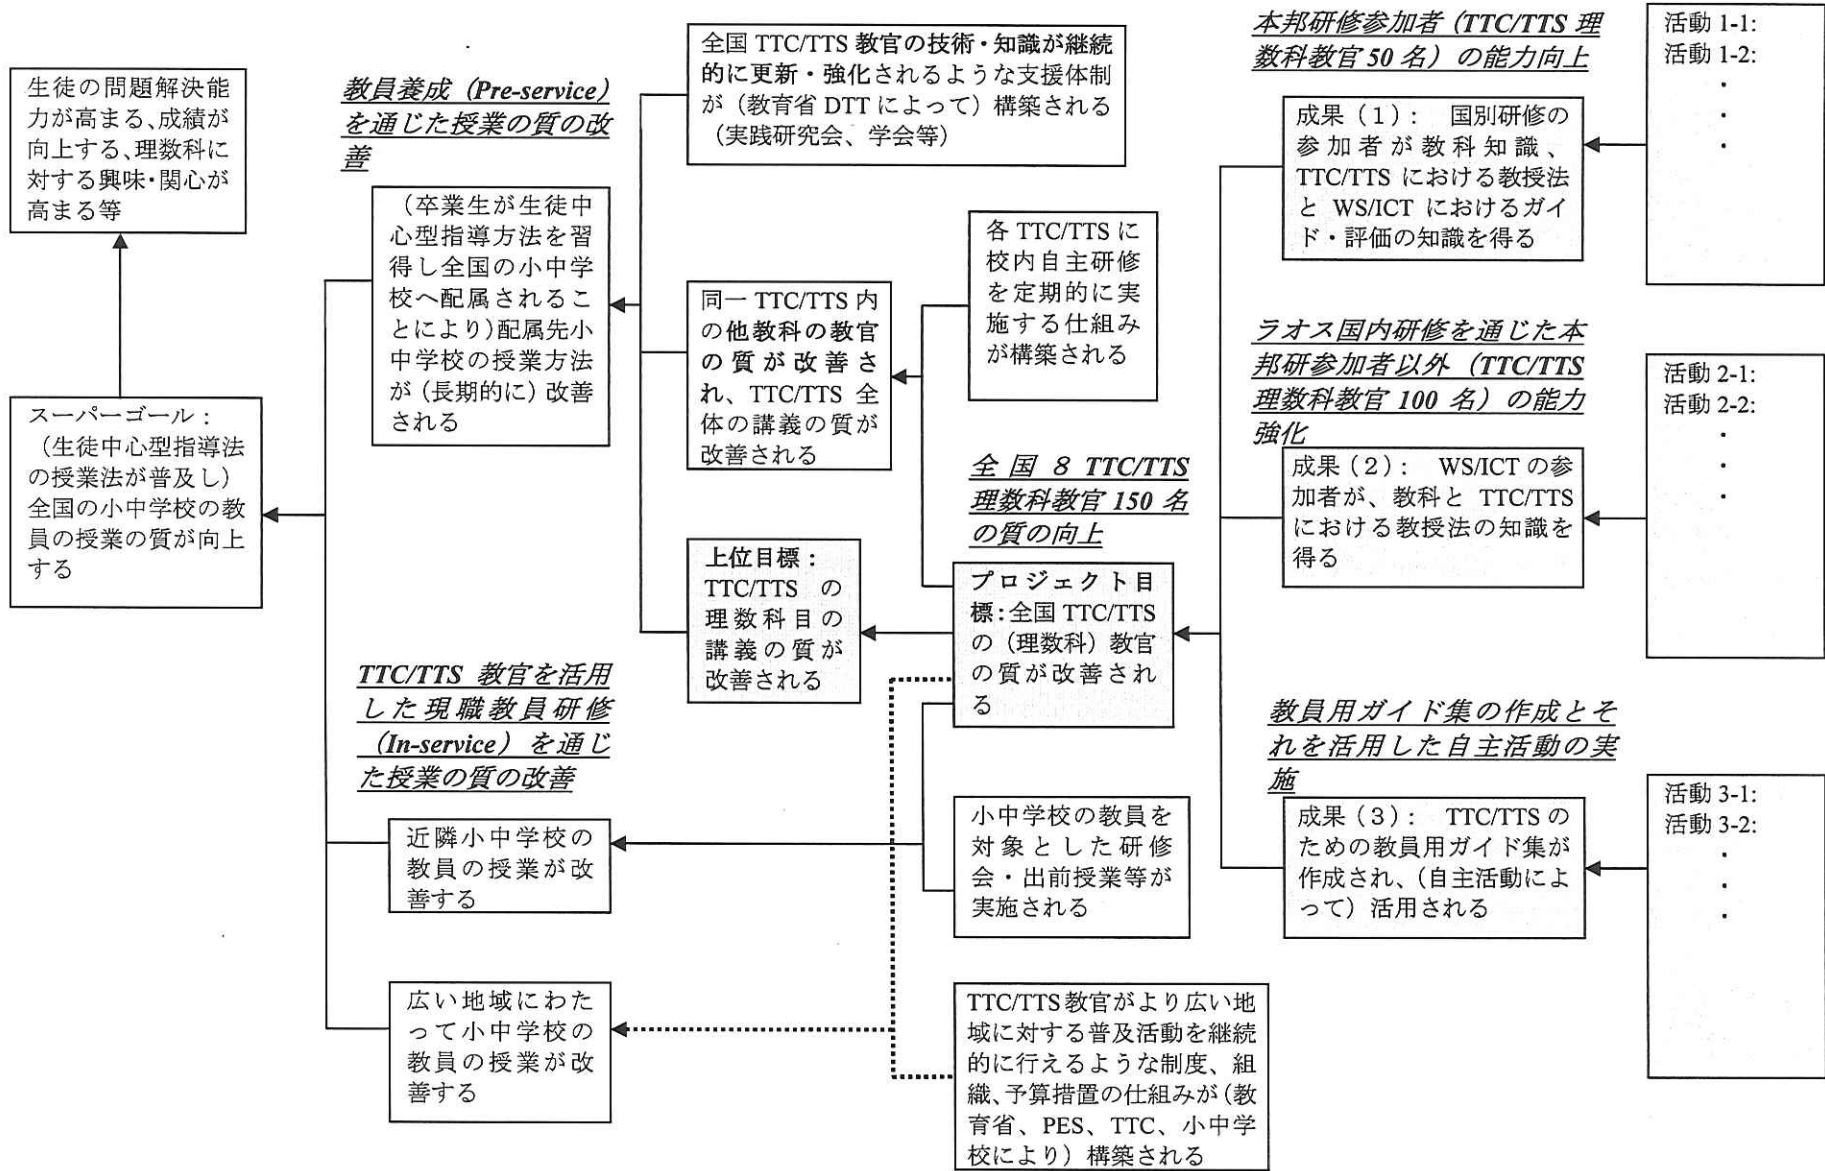 生徒の問題解決能
力が高まる、成績が
向上する、理数科に
対する興味・関心が
高まる等
スーパーゴール：
（生徒中心型指導法
の授業法が普及し）
全国の小中学校の教
員の授業の質が向上
する
教員養成（Pre-service）
を通じた授業の質の改
善
（卒業生が生徒中
心型指導方法を習
得し全国の小中学
校へ配属されるこ
とにより）配属先小
中学校の授業方法
が（長期的に）改善
される
TTC/TTS 教官を活用
した現職教員研修
（In-service）を通じ
た授業の質の改善
近隣小中学校の
教員の授業が改
善する
広い地域にわた
って小中学校の
教員の授業が改
善する
全国 TTC/TTS 教官の技術・知識が継続
的に更新・強化されるような支援体制
が（教育省 DTT によって）構築される
（実践研究会、学会等）
同一 TTC/TTS 内
の他教科の教官
の質が改善さ
れ、TTC/TTS 全
体の講義の質が
改善される
上位目標：
TTC/TTS の
理数科目の
講義の質が
改善される
各 TTC/TTS に
校内自主研修
を定期的に実
施する仕組み
が構築される
全国８TTC/TTS
理数科教官 150 名
の質の向上
プロジェクト目
標：全国 TTC/TTS
の（理数科）教官
の質が改善され
る
小中学校の教員を
対象とした研修
会・出前授業等が
実施される
TTC/TTS 教官がより広い地
域に対する普及活動を継続
的に行えるような制度、組
織、予算措置の仕組みが（教
育省、PES、TTC、小中学
校により）構築される
本邦研修参加者（TTC/TTS 理
数科教官 50 名）の能力向上
成果（１）： 国別研修の
参加者が教科知識、
TTC/TTS における教授法
と WS/ICT におけるガイ
ド・評価の知識を得る
ラオス国内研修を通じた本
邦研参加者以外（TTC/TTS
理数科教官 100 名）の能力
強化
成果（２）： WS/ICT の参
加者が、教科と TTC/TTS
における教授法の知識を
得る
教員用ガイド集の作成とそ
れを活用した自主活動の実
施
成果（３）： TTC/TTS の
ための教員用ガイド集が
作成され、（自主活動によ
って）活用される
活動 1-1:
活動 1-2:
・
・
・
活動 2-1:
活動 2-2:
・
・
・
活動 3-1:
活動 3-2:
・
・
・